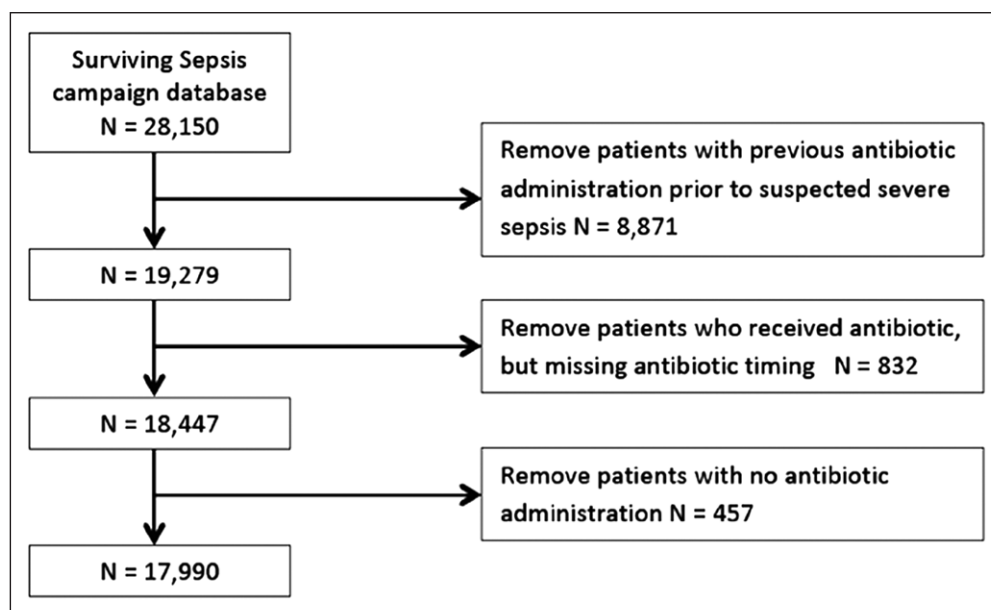 Surviving Sepsis
campaign database
N = 28,150
Remove patients with previous antibiotic
administration prior to suspected severe
sepsis N = 8,871
N = 19,279
Remove patients who received antibiotic,
but missing antibiotic timing N = 832
N = 18,447
Remove patients with no antibiotic
administration N = 457
N = 17,990